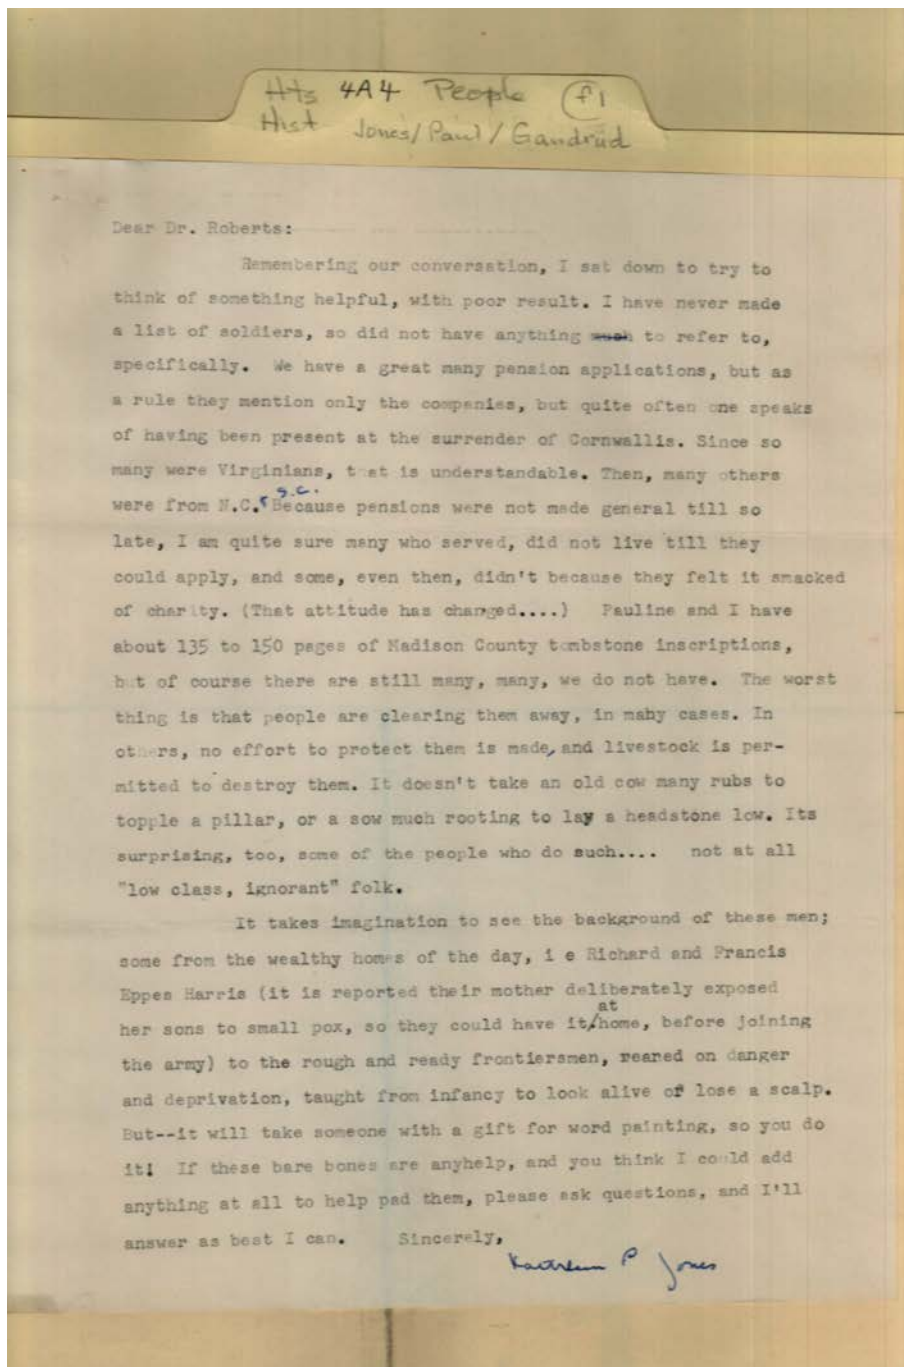 Hts 4A4 People f1
Hist Jones/Paul/Gandrud
Dear Dr. Roberts:
Remembering our conversation, I sat down to try to
think of something helpful, with poor result. I have never made
a list of soldiers, so did not have anything much to refer to,
specifically. We have a great many pension applications, but as
a rule they mention only the companies, but quite often one speaks
of having been present at the surrender of Cornwallis. Since so
many were Virginians, that is understandable. Then, many others
S.C.
were from N.C. Because pensions were not made general till so
late, I am quite sure many who served, did not live till they
could apply, and some, even then, didn't because they felt it smacked
of charity. (That attitude has changed....) Pauline and I have
about 135 to 150 pages of Madison County tombstone inscriptions,
but of course there are still many, many, we do not have. The worst
thing is that people are clearing them away, in mahy cases. In
others, no effort to protect them is made, and livestock is per-
mitted to destroy them. It doesn't take an old cow many rubs to
topple a pillar, or a sow much rooting to lay a headstone low. Its
surprising, too, some of the people who do such.... not at all
"low class, ignorant" folk.
It takes imagination to see the background of these men;
some from the wealthy homes of the day, i e Richard and Francis
Eppes Harris (it is reported their mother deliberately exposed
at
her sons to small pox, so they could have it/home, before joining
the army) to the rough and ready frontiersmen, reared on danger
and deprivation, taught from infancy to look alive of lose a scalp.
But--it will take someone with a gift for word painting, so you do
it! If these bare bones are anyhelp, and you think I could add
anything at all to help pad them, please ask questions, and I'll
answer as best I can. Sincerely,
Kathleen P Jones